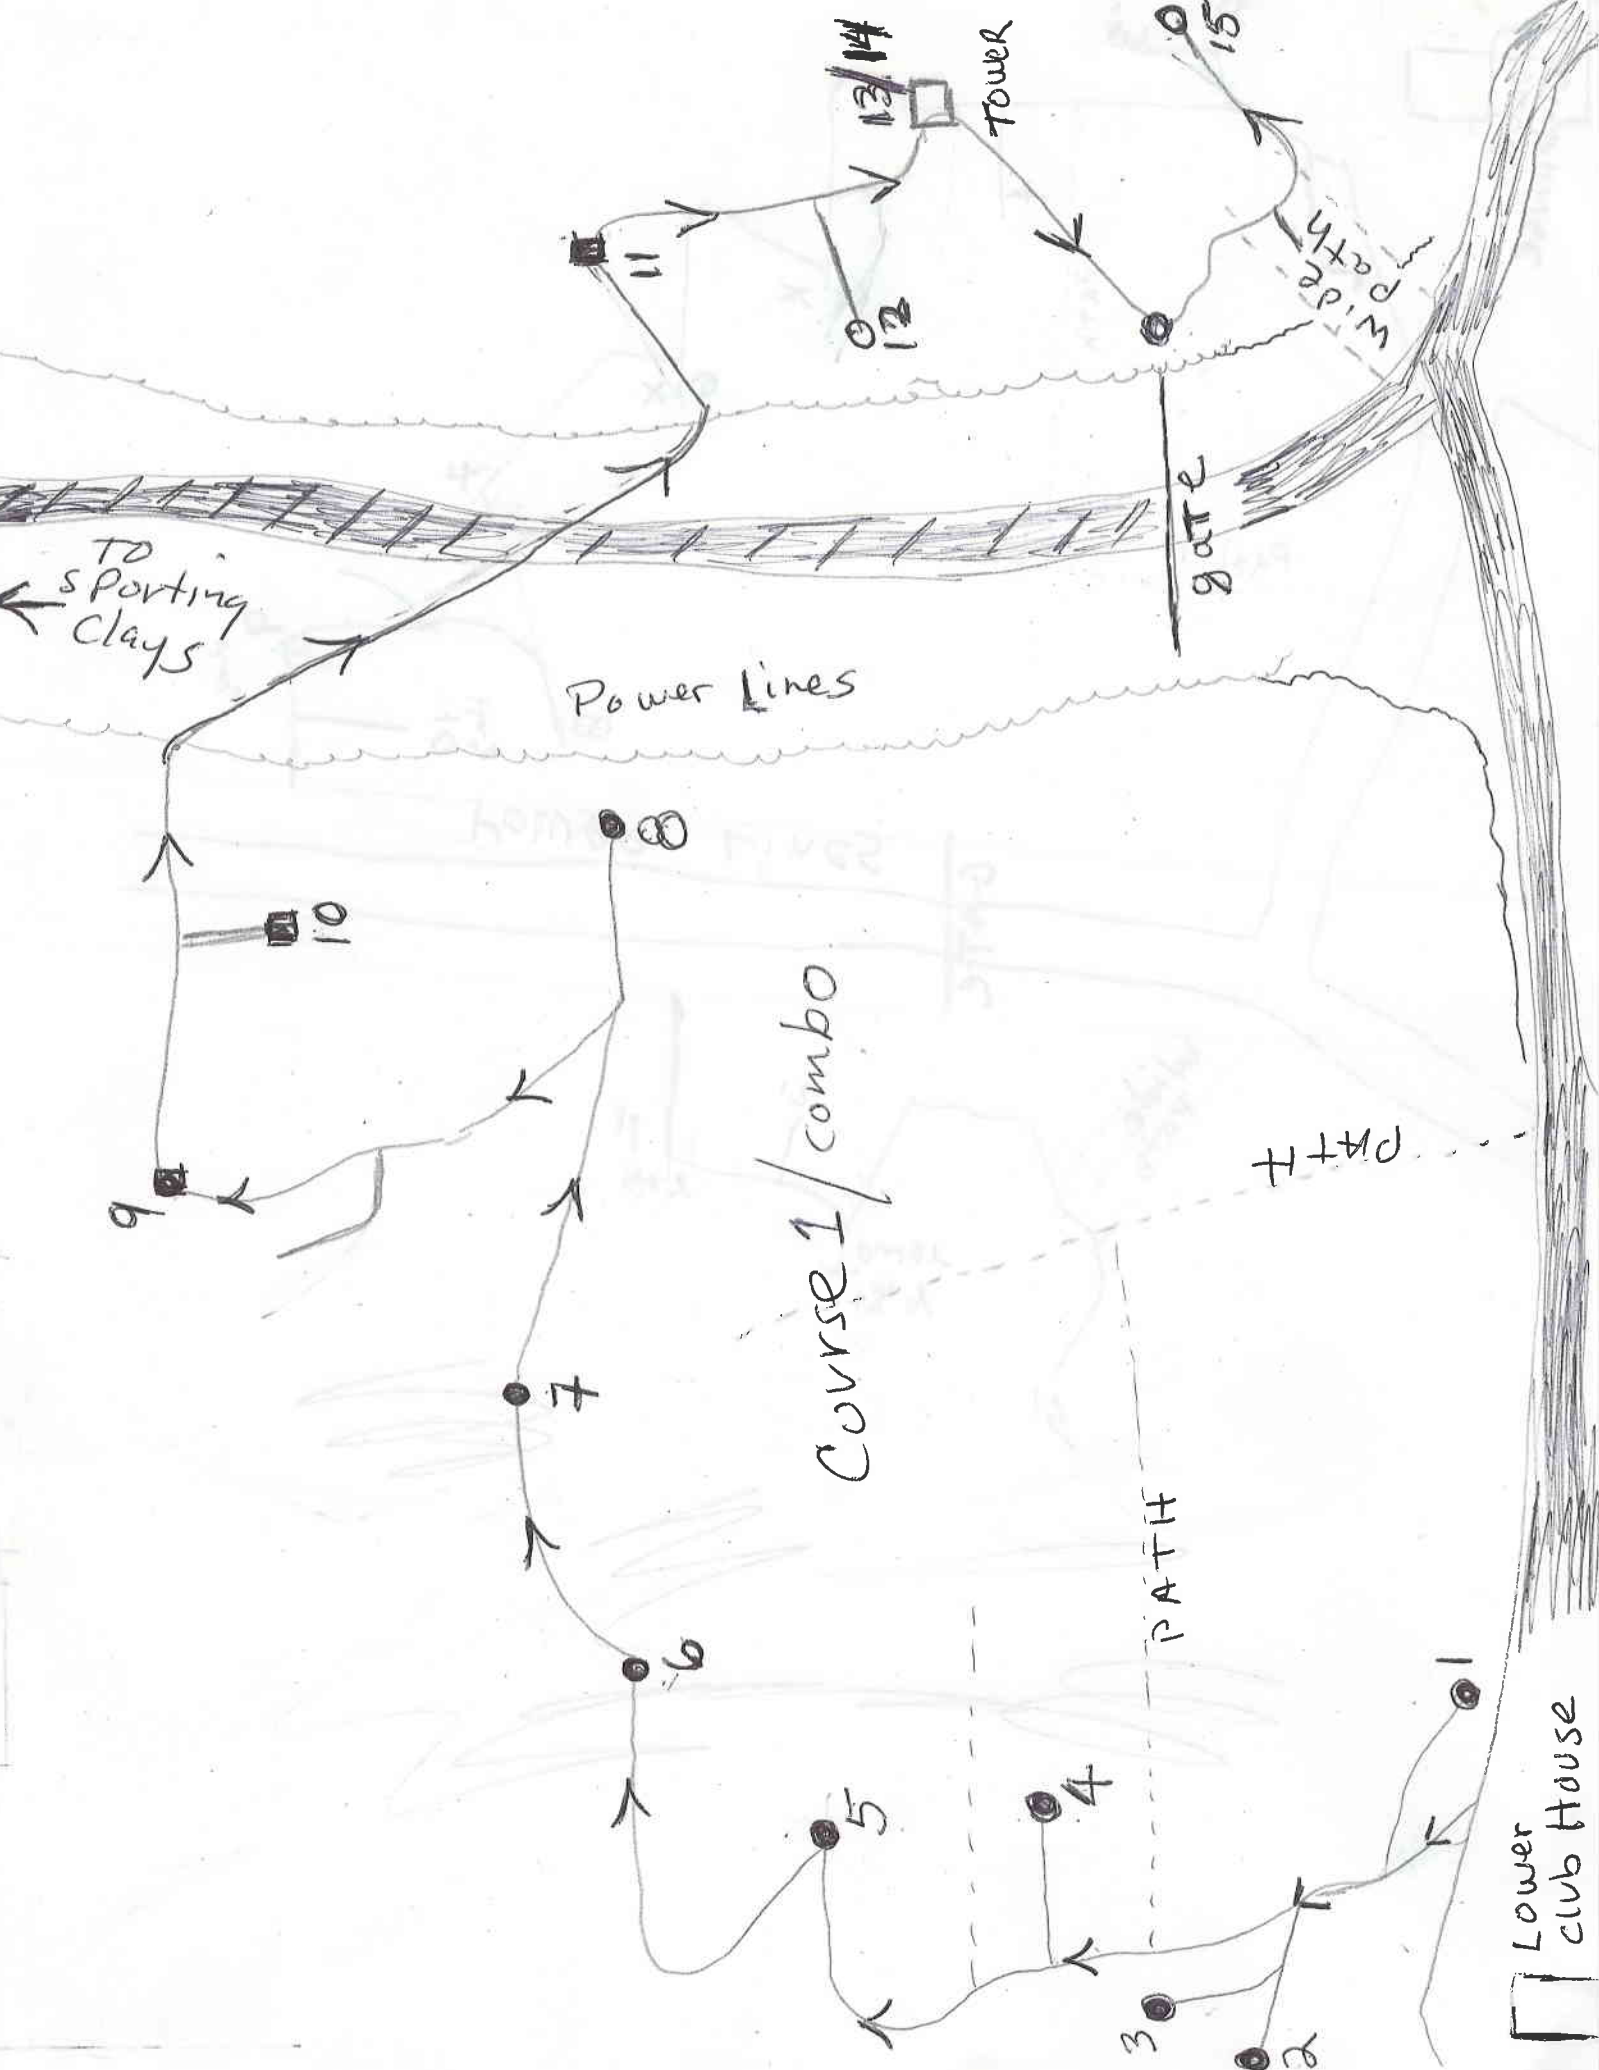 TO
sporting
Clays
Power Lines
Course 1 / combo
PATH
PATH
gate
wide
path
Tower
Lower
club House
1
2
3
4
5
6
7
8
9
10
11
12
13/14
15